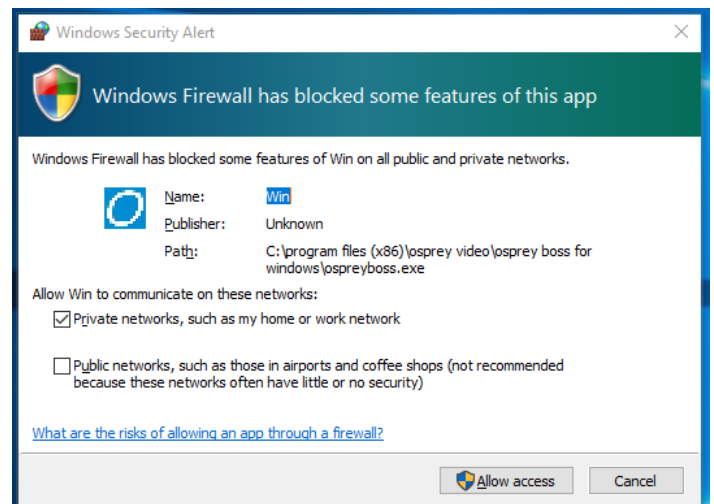 Windows Security Alert
Windows Firewall has blocked some features of this app
Windows Firewall has blocked some features of Win on all public and private networks.
Name: Win
Publisher: Unknown
Path: C:\program files (x86)\osprey video\osprey boss for
windows\ospreyboss.exe
Allow Win to communicate on these networks:
Private networks, such as my home or work network
Public networks, such as those in airports and coffee shops (not recommended
because these networks often have little or no security)
What are the risks of allowing an app through a firewall?
Allow access Cancel